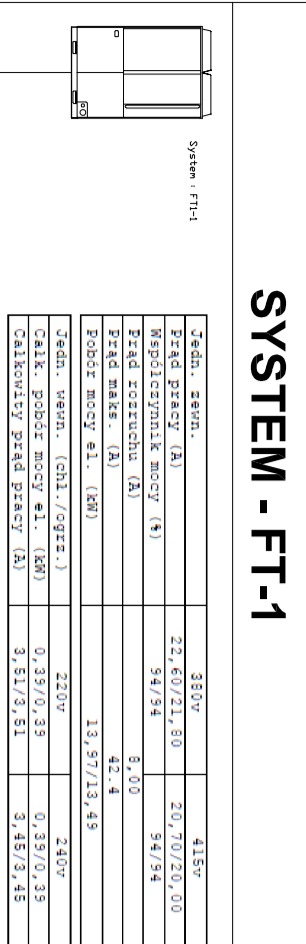 SYSTEM - FT-1
System : FT1-1
Jedn. zewn. 380v 415v
Prąd pracy (A) 22,60/21,80 20,70/20,00
Współczynnik mocy (%) 94/94 94/94
Prąd rozruchu (A) 8,00
Prąd maks. (A) 42.4
Pobór mocy el. (kW) 13,97/13,49
Jedn. wewn. (chl./ogrz.) 220v 240v
Całk. pobór mocy el. (kW) 0,39/0,39 0,39/0,39
Całkowity prąd pracy (A) 3,51/3,51 3,45/3,45